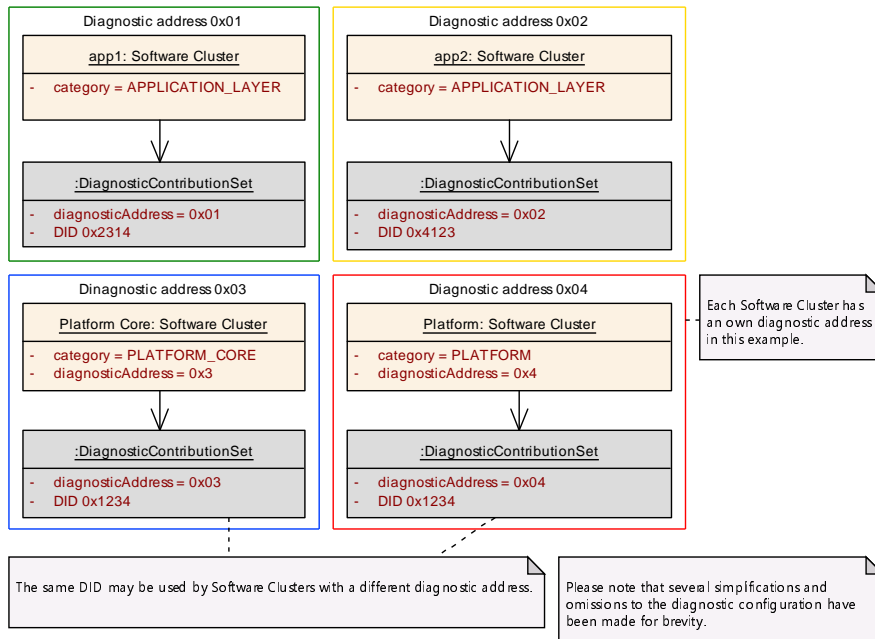 Diagnostic address 0x01
app1: Software Cluster
- category = APPLICATION_LAYER
:DiagnosticContributionSet
- diagnosticAddress = 0x01
- DID 0x2314
Diagnostic address 0x02
app2: Software Cluster
- category = APPLICATION_LAYER
:DiagnosticContributionSet
- diagnosticAddress = 0x02
- DID 0x4123
Dinagnostic address 0x03
Platform Core: Software Cluster
- category = PLATFORM_CORE
- diagnosticAddress = 0x3
:DiagnosticContributionSet
- diagnosticAddress = 0x03
- DID 0x1234
Diagnostic address 0x04
Platform: Software Cluster
- category = PLATFORM
- diagnosticAddress = 0x4
:DiagnosticContributionSet
- diagnosticAddress = 0x04
- DID 0x1234
Each Software Cluster has
an own diagnostic address
in this example.
The same DID may be used by Software Clusters with a different diagnostic address.
Please note that several simplfications and
omissions to the diagnostic configuration have
been made for brevity.